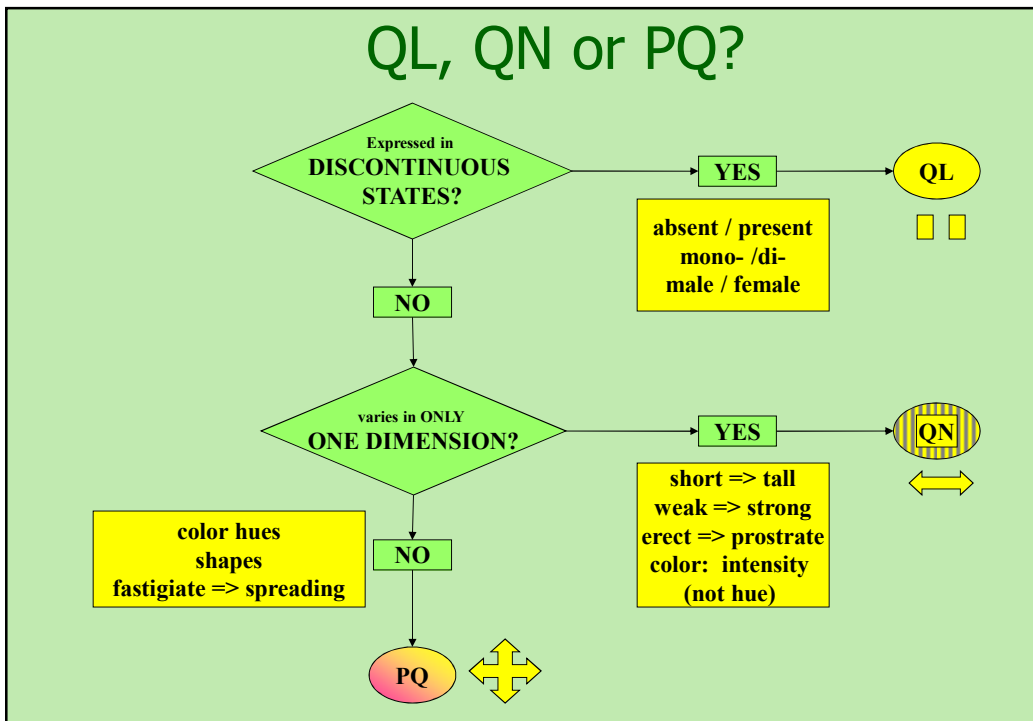 QL, QN or PQ?
Expressed in
DISCONTINUOUS
STATES?
YES
QL
absent / present
mono- /di-
male / female
NO
varies in ONLY
ONE DIMENSION?
YES
QN
short => tall
weak => strong
erect => prostrate
color:  intensity
(not hue)
color hues
shapes
fastigiate => spreading
NO
PQ